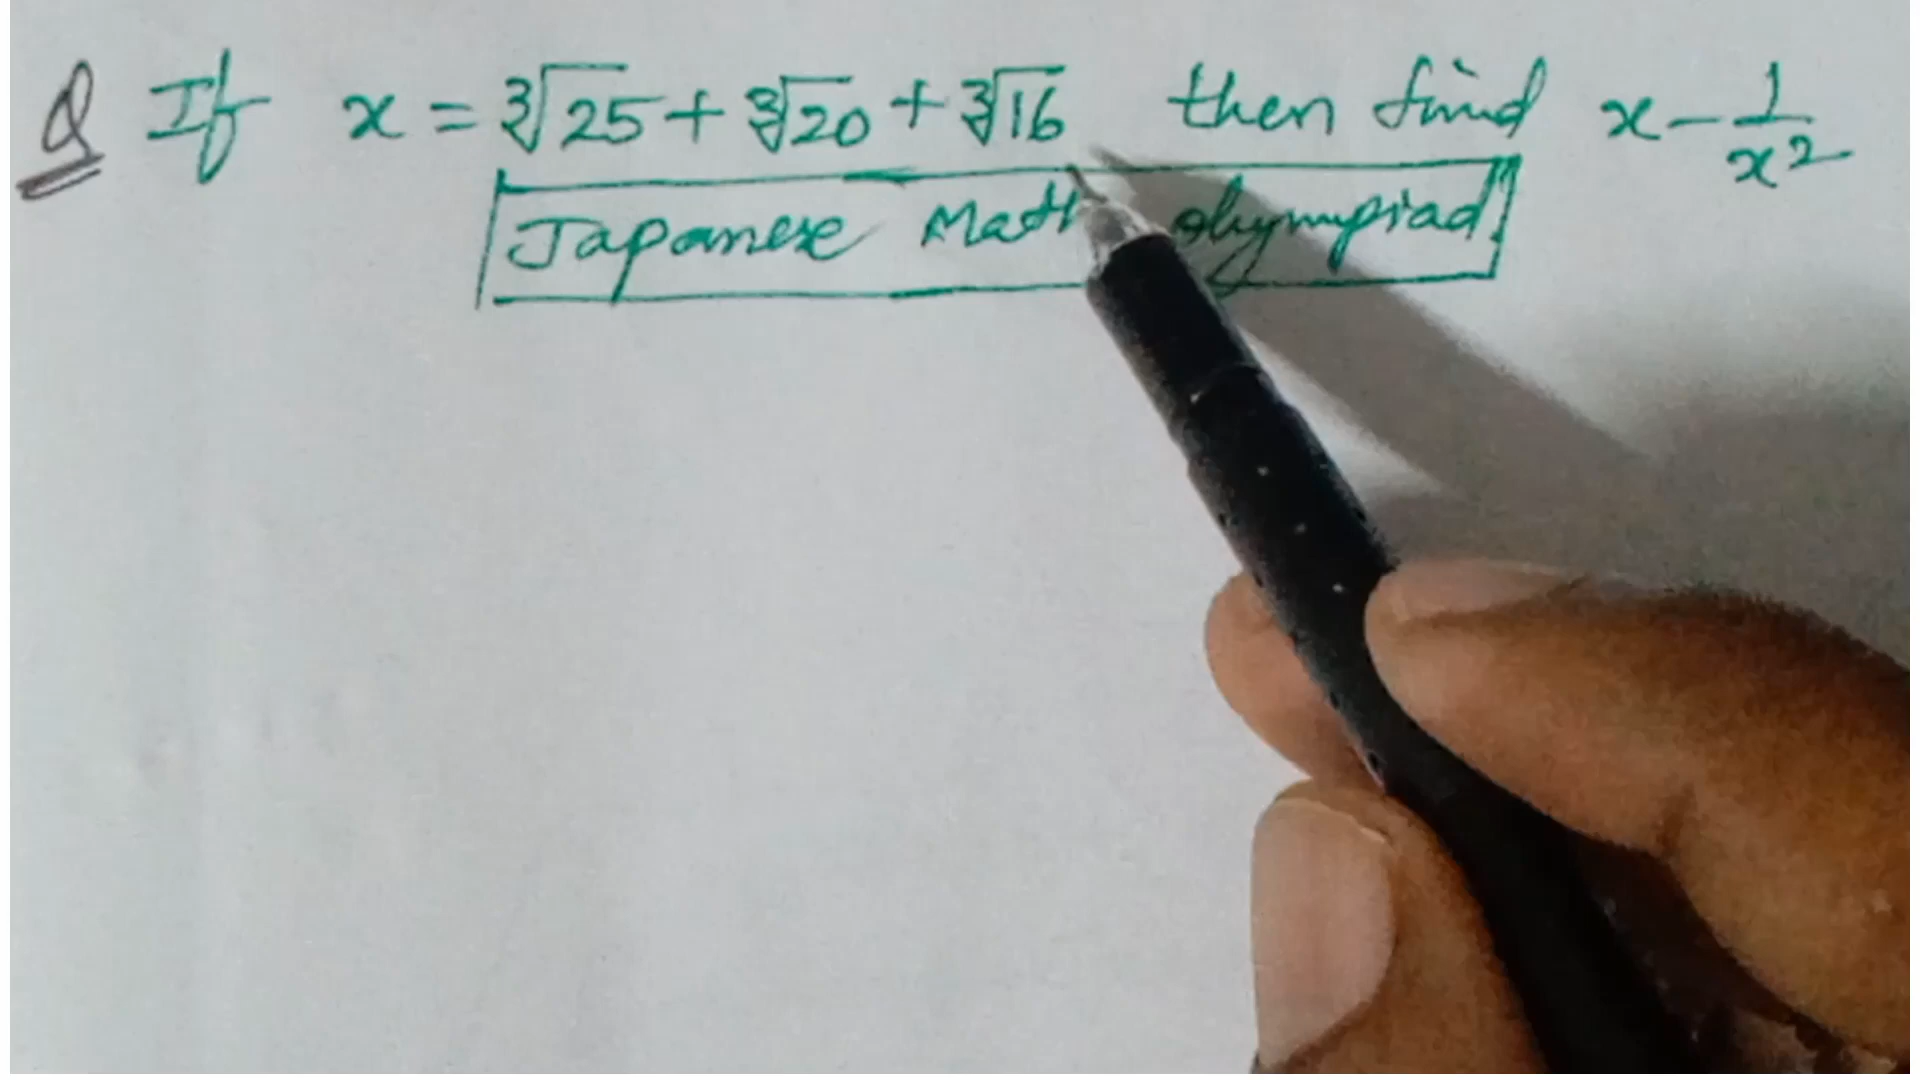 Q If x = ∛25 + ∛20 + ∛16 then find x - 1/x²
Japanese Math olympiad